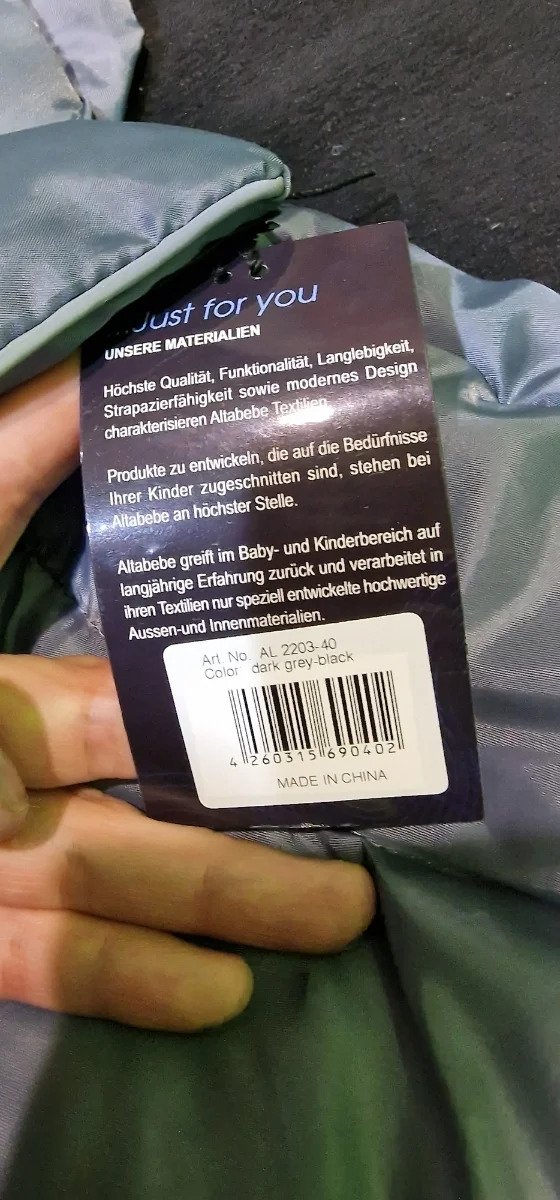 ...Just for you
UNSERE MATERIALIEN
Höchste Qualität, Funktionalität, Langlebigkeit,
Strapazierfähigkeit sowie modernes Design
charakterisieren Altabebe Textilien.
Produkte zu entwickeln, die auf die Bedürfnisse
Ihrer Kinder zugeschnitten sind, stehen bei
Altabebe an höchster Stelle.
Altabebe greift im Baby- und Kinderbereich auf
langjährige Erfahrung zurück und verarbeitet in
ihren Textilien nur speziell entwickelte hochwertige
Aussen-und Innenmaterialien.
Art. No. AL 2203-40
Color dark grey-black
4 260315 690402
MADE IN CHINA